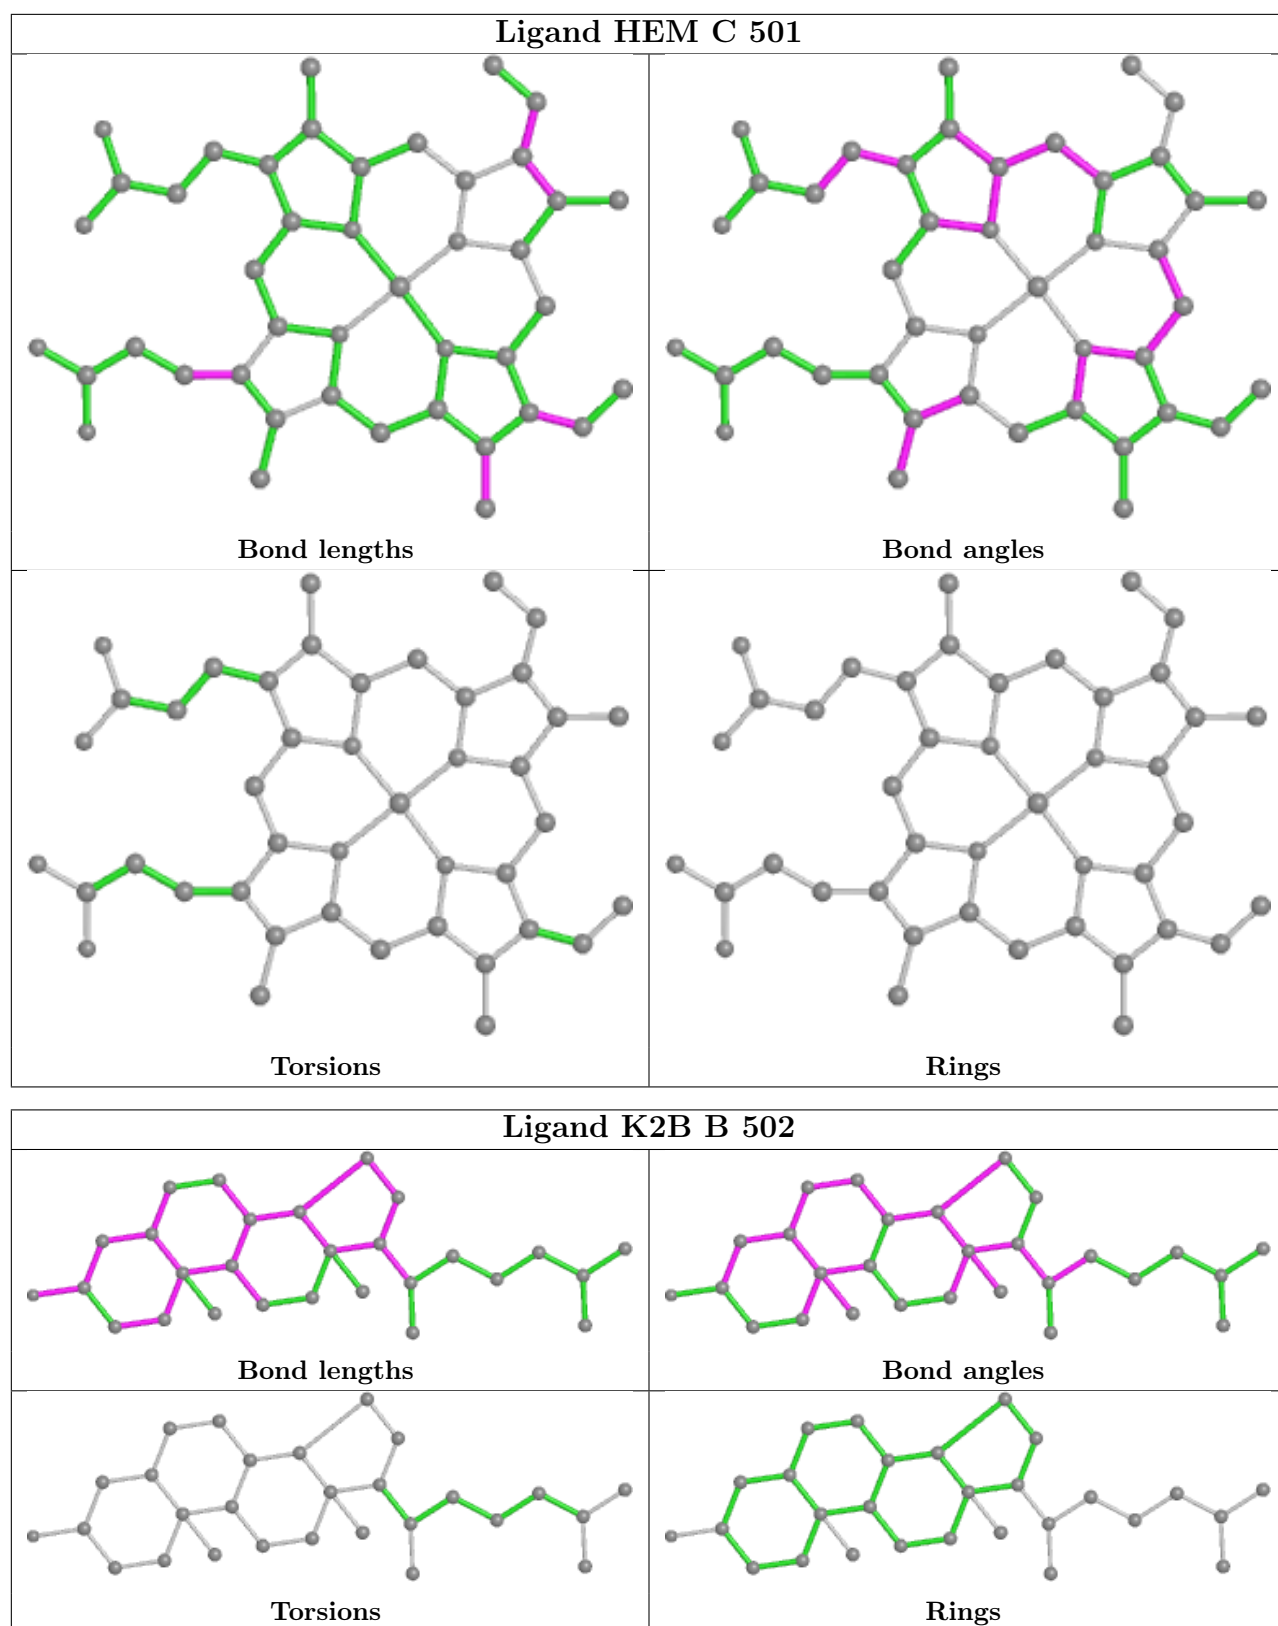 Ligand HEM C 501
Bond lengths
Bond angles
Torsions
Rings
Ligand K2B B 502
Bond lengths
Bond angles
Torsions
Rings